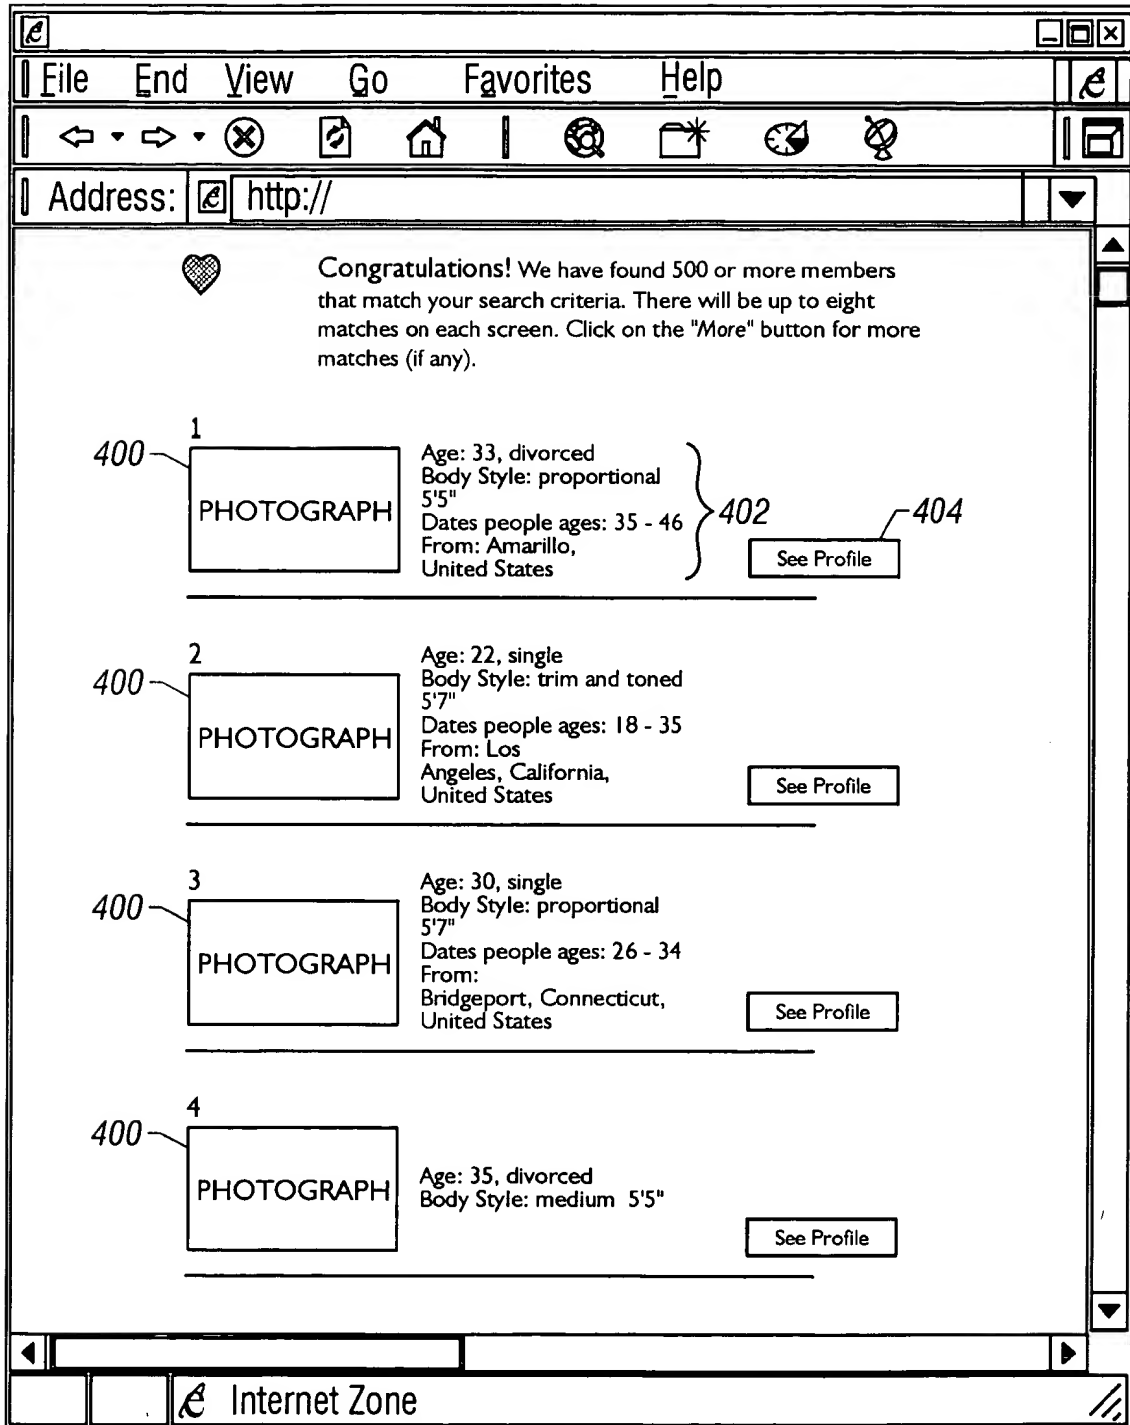 File End View Go Favorites Help
Address: http://
Congratulations! We have found 500 or more members
that match your search criteria. There will be up to eight
matches on each screen. Click on the "More" button for more
matches (if any).
1
400
PHOTOGRAPH
Age: 33, divorced
Body Style: proportional
5'5"
Dates people ages: 35 - 46
From: Amarillo,
United States
402
404
See Profile
2
400
PHOTOGRAPH
Age: 22, single
Body Style: trim and toned
5'7"
Dates people ages: 18 - 35
From: Los
Angeles, California,
United States
See Profile
3
400
PHOTOGRAPH
Age: 30, single
Body Style: proportional
5'7"
Dates people ages: 26 - 34
From:
Bridgeport, Connecticut,
United States
See Profile
4
400
PHOTOGRAPH
Age: 35, divorced
Body Style: medium 5'5"
See Profile
Internet Zone